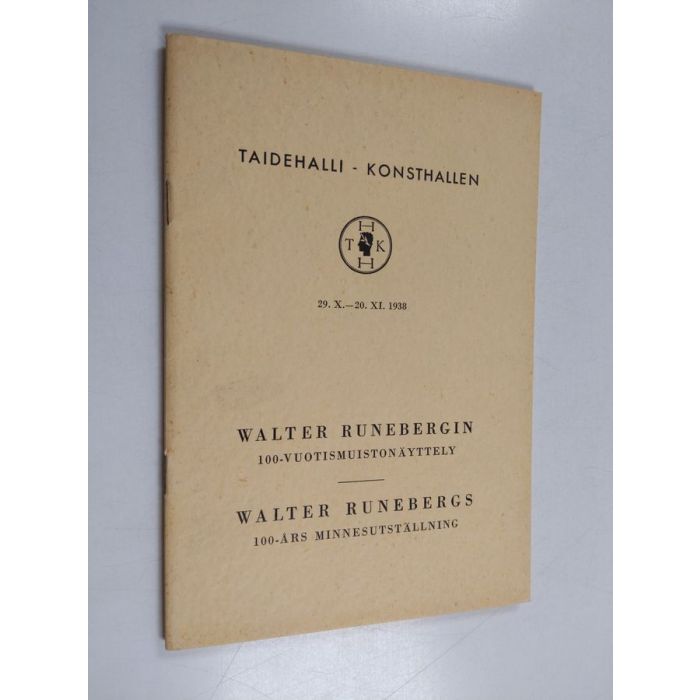 TAIDEHALLI - KONSTHALLEN
H
T K
H
29. X.—20. XI. 1938
WALTER RUNEBERGIN
100-VUOTISMUISTONÄYTTELY
WALTER RUNEBERGS
100-ÅRS MINNESUTSTÄLLNING